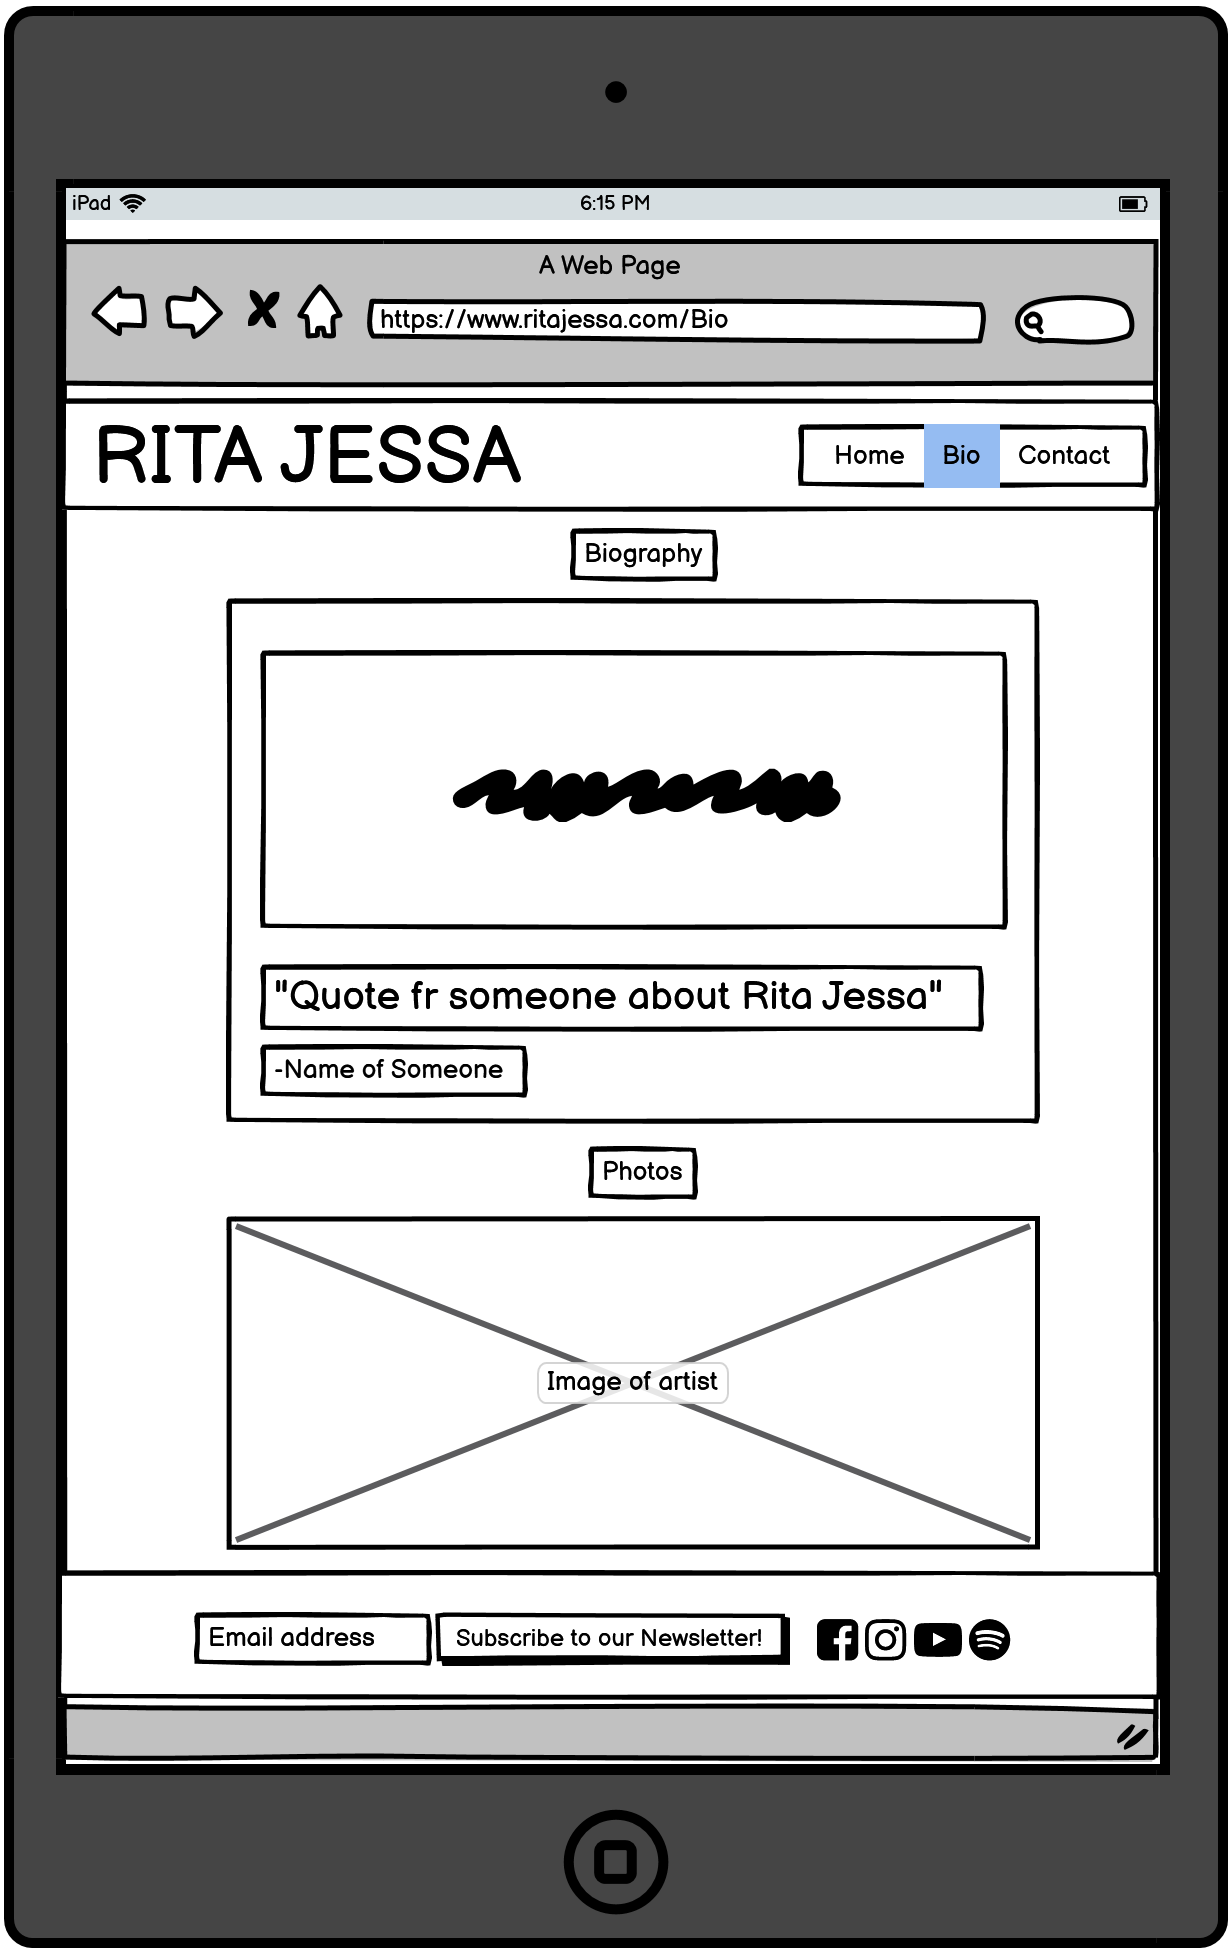 iPad 6:15 PM
A Web Page
https://www.ritajessa.com/Bio
RITA JESSA Home Bio Contact
Biography
"Quote fr someone about Rita Jessa"
-Name of Someone
Photos
Image of artist
Email address Subscribe to our Newsletter!